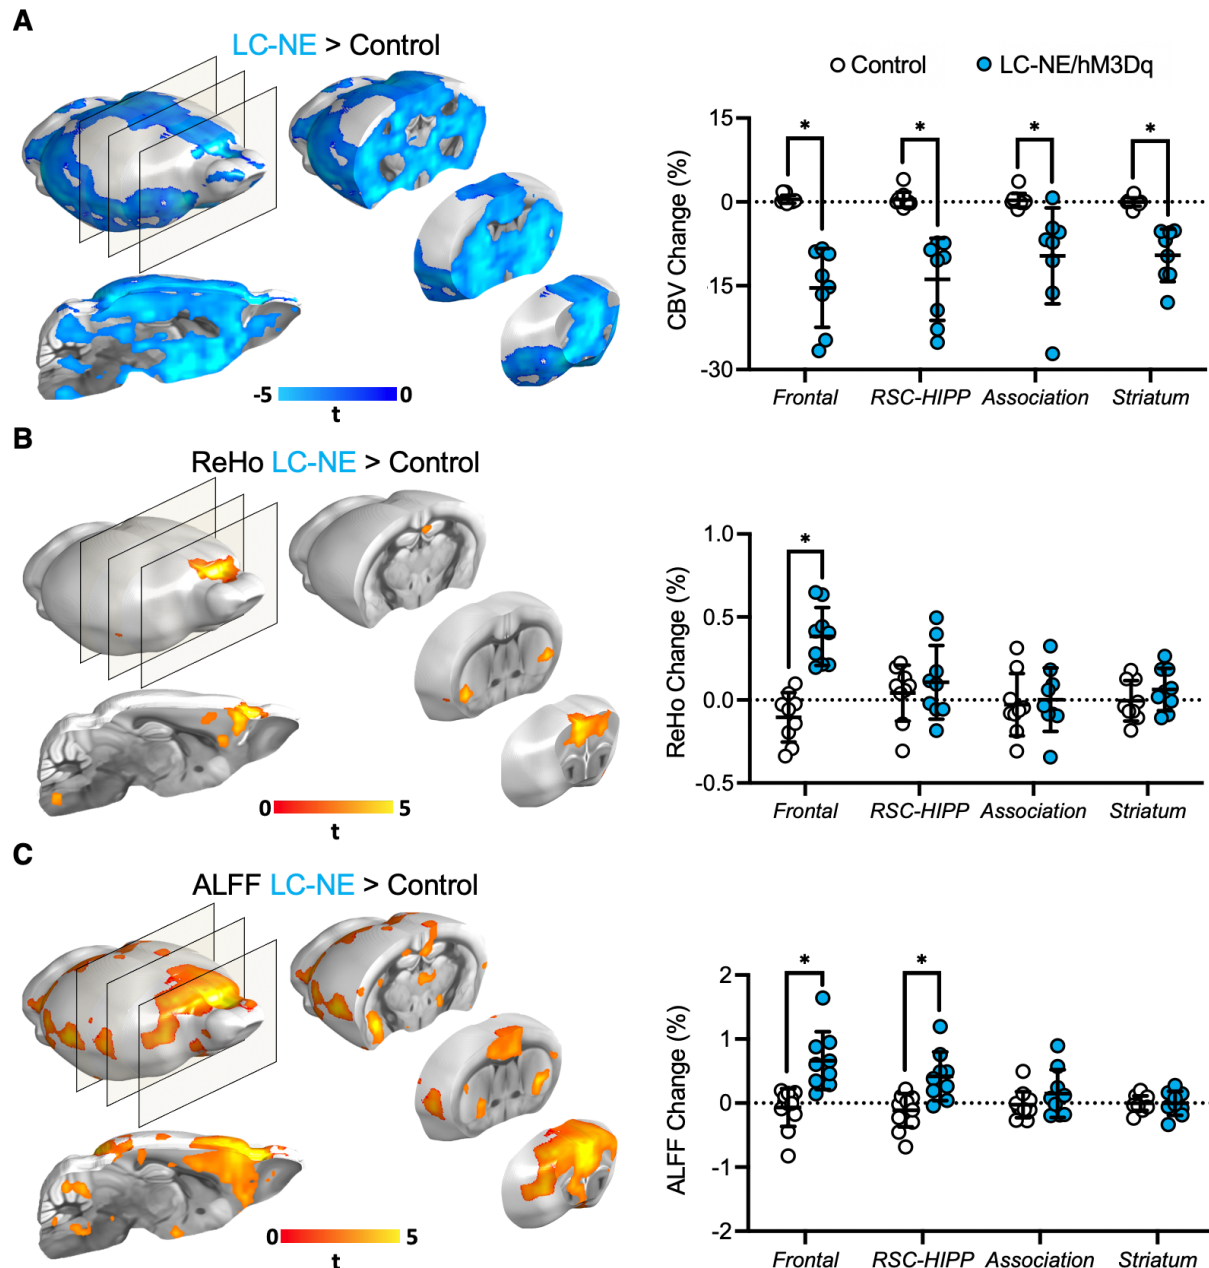 A
LC-NE > Control
-5 0
t
Control LC-NE/hM3Dq
CBV Change (%)
15
0
-15
-30
* * * *
Frontal RSC-HIPP Association Striatum
B
ReHo LC-NE > Control
0 5
t
ReHo Change (%)
1.0
0.5
0.0
-0.5
*
Frontal RSC-HIPP Association Striatum
C
ALFF LC-NE > Control
0 5
t
ALFF Change (%)
2
1
0
-1
-2
* *
Frontal RSC-HIPP Association Striatum